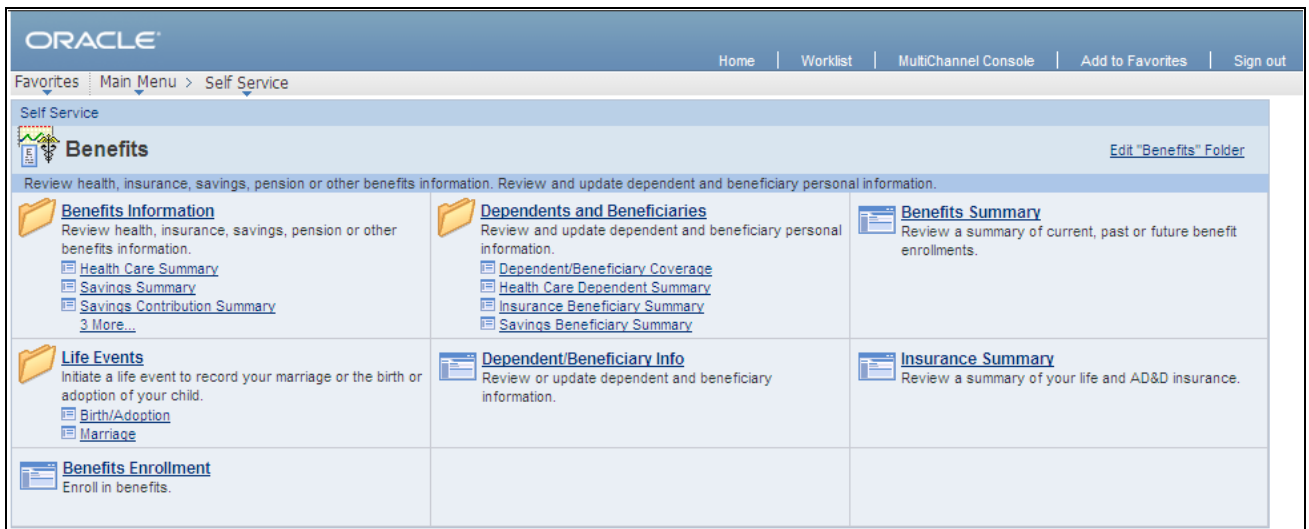 ORACLE
Home | Worklist | MultiChannel Console | Add to Favorites | Sign out
Favorites Main Menu > Self Service
Self Service
Benefits
Edit "Benefits" Folder
Review health, insurance, savings, pension or other benefits information. Review and update dependent and beneficiary personal information.
Benefits Information
Review health, insurance, savings, pension or other
benefits information.
Health Care Summary
Savings Summary
Savings Contribution Summary
3 More...
Dependents and Beneficiaries
Review and update dependent and beneficiary personal
information.
Dependent/Beneficiary Coverage
Health Care Dependent Summary
Insurance Beneficiary Summary
Savings Beneficiary Summary
Benefits Summary
Review a summary of current, past or future benefit
enrollments.
Life Events
Initiate a life event to record your marriage or the birth or
adoption of your child.
Birth/Adoption
Marriage
Dependent/Beneficiary Info
Review or update dependent and beneficiary
information.
Insurance Summary
Review a summary of your life and AD&D insurance.
Benefits Enrollment
Enroll in benefits.